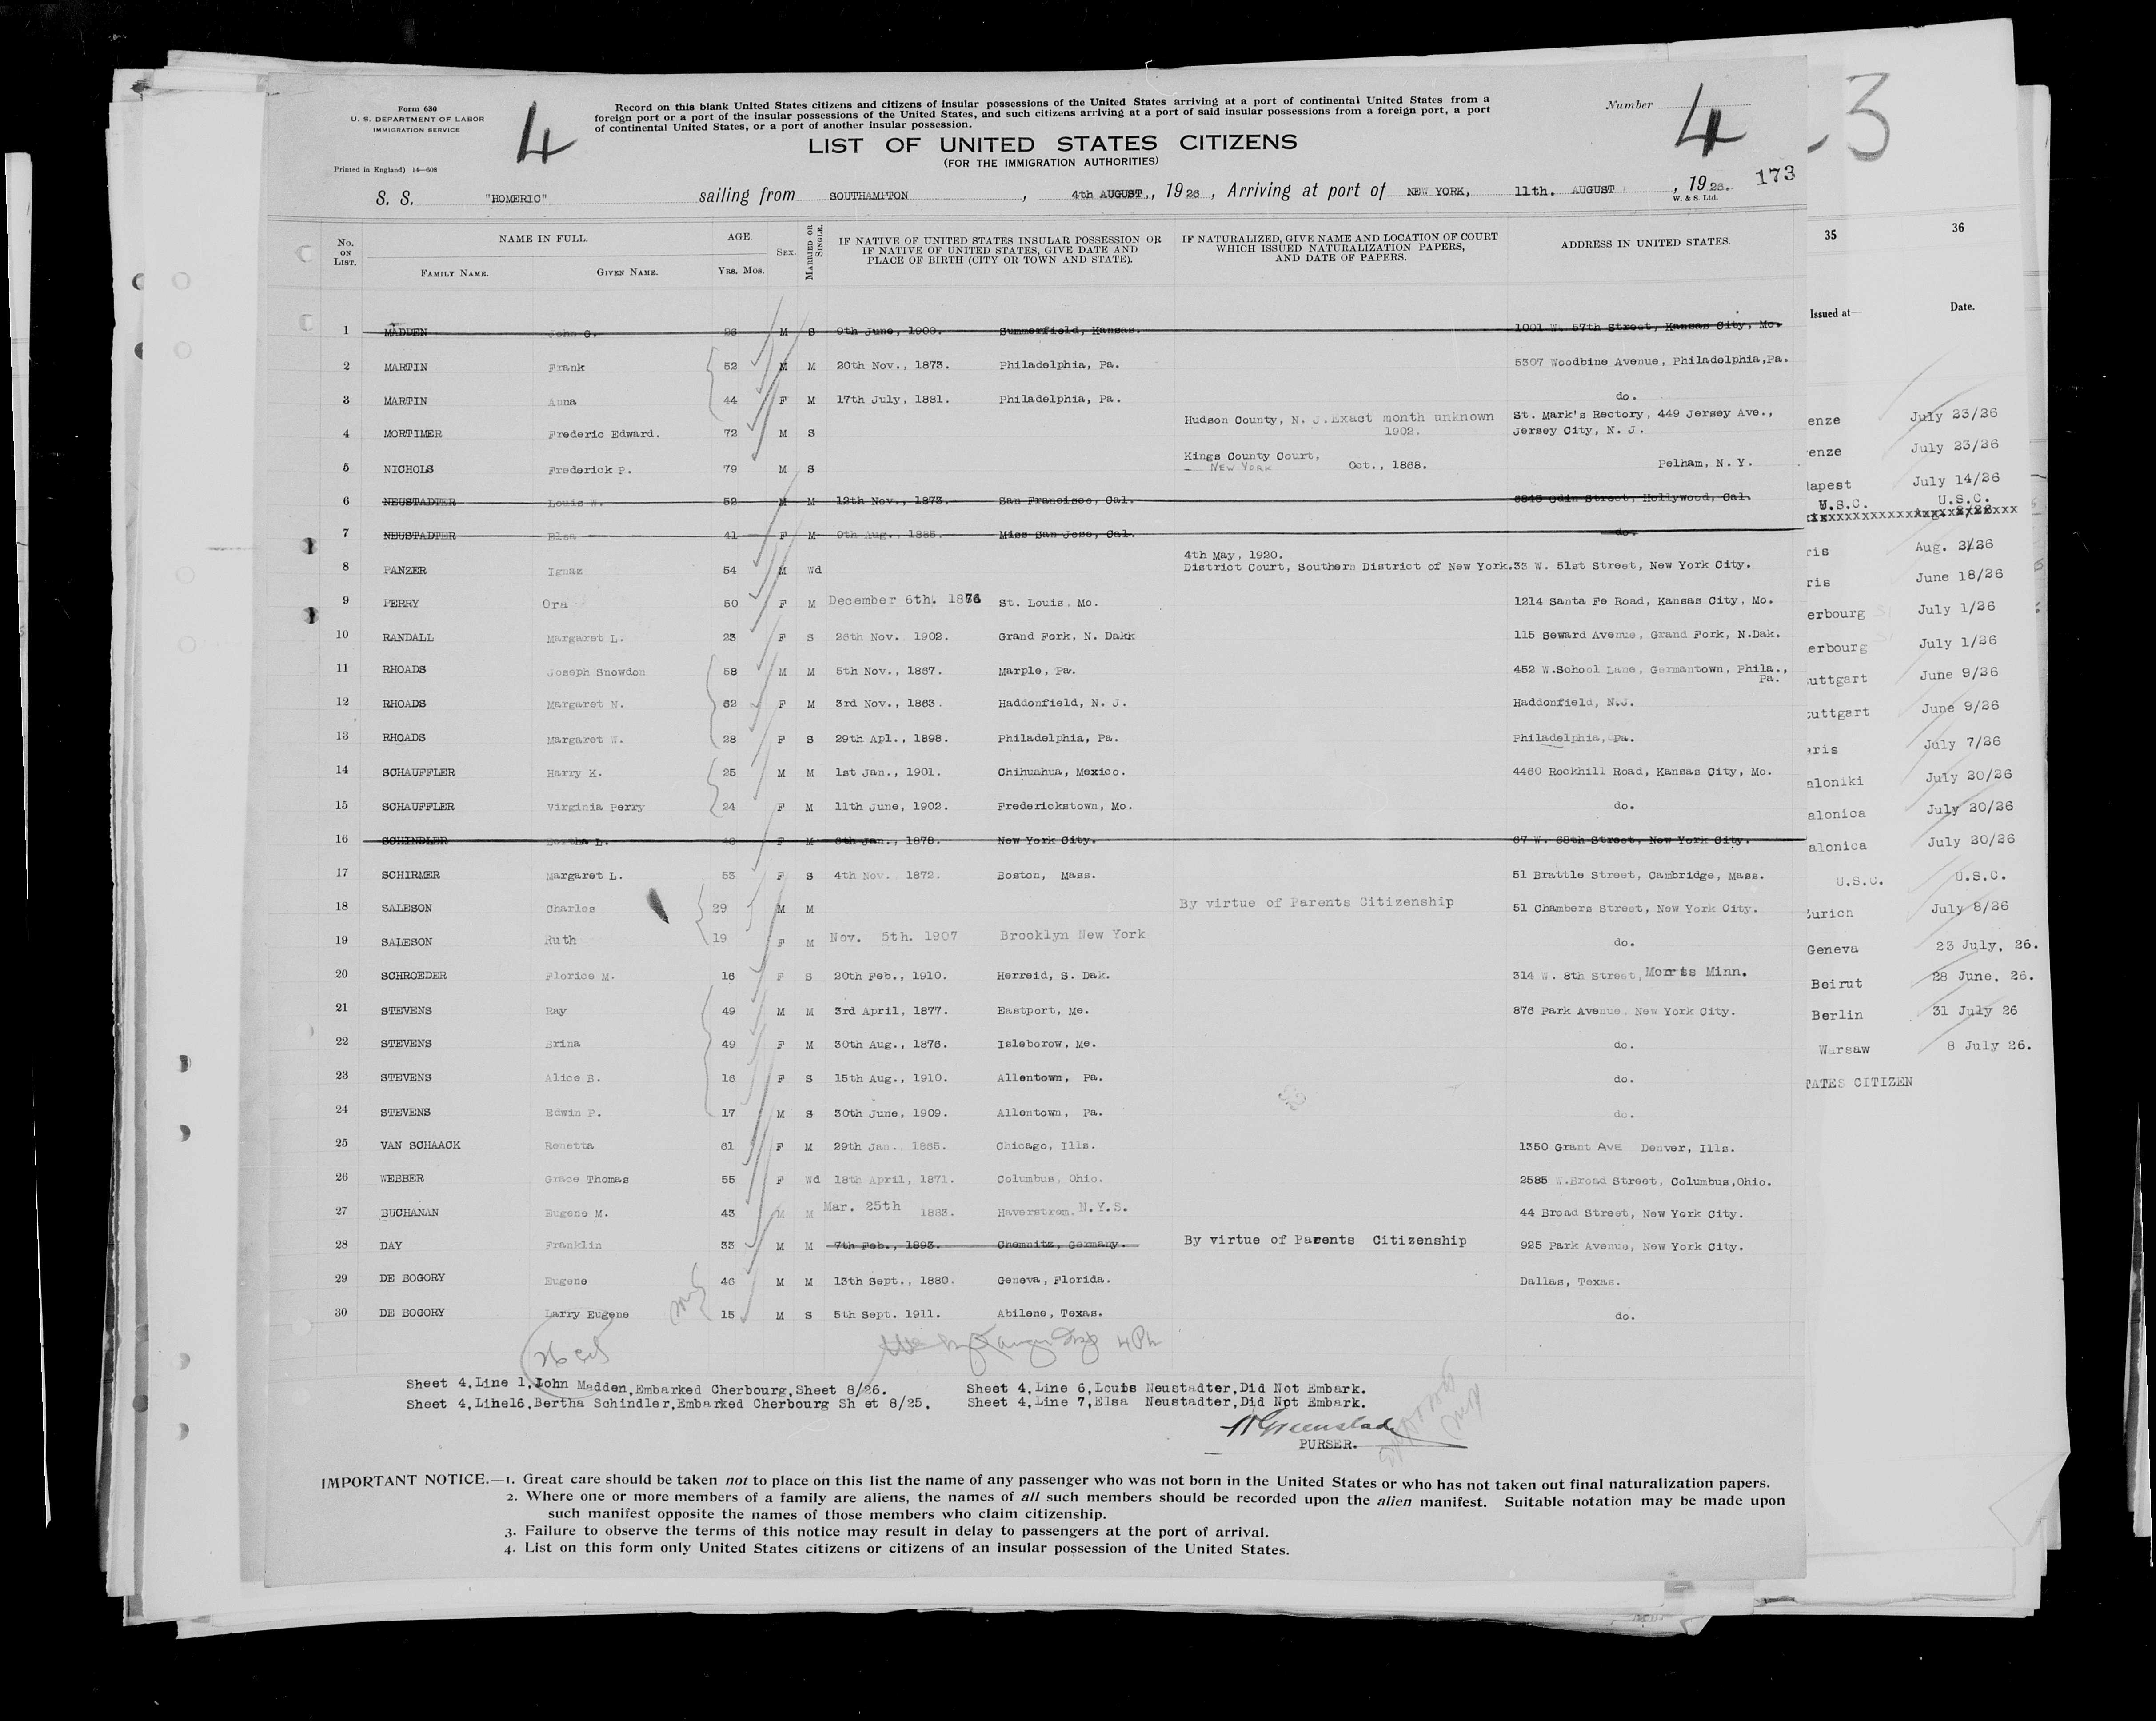 Form 630
U. S. DEPARTMENT OF LABOR
IMMIGRATION SERVICE
Printed in England) 14—608
4
Record on this blank United States citizens and citizens of insular possessions of the United States arriving at a port of continental United States from a
foreign port or a port of the insular possessions of the United States, and such citizens arriving at a port of said insular possessions from a foreign port, a port
of continental United States, or a port of another insular possession.
Number
4
LIST OF UNITED STATES CITIZENS
(FOR THE IMMIGRATION AUTHORITIES)
S. S. "HOMERIC" sailing from SOUTHAMPTON, 4th AUGUST., 1926, Arriving at port of NEW YORK, 11th. AUGUST, 1926. 173
W. & S. Ltd.
No. ON LIST. NAME IN FULL. FAMILY NAME. GIVEN NAME. AGE. Yrs. Mos. SEX. MARRIED OR SINGLE. IF NATIVE OF UNITED STATES INSULAR POSSESSION OR IF NATIVE OF UNITED STATES, GIVE DATE AND PLACE OF BIRTH (CITY OR TOWN AND STATE). IF NATURALIZED, GIVE NAME AND LOCATION OF COURT WHICH ISSUED NATURALIZATION PAPERS, AND DATE OF PAPERS. ADDRESS IN UNITED STATES.
1 MADDEN John G. 26 M S 9th June, 1900. Summerfield, Kansas. 1001 W. 57th Street, Kansas City, Mo.
2 MARTIN Frank 52 M M 20th Nov., 1873. Philadelphia, Pa. 5307 Woodbine Avenue, Philadelphia,Pa.
3 MARTIN Anna 44 F M 17th July, 1881. Philadelphia, Pa. do.
4 MORTIMER Frederic Edward. 72 M S Hudson County, N. J. Exact month unknown 1902. St. Mark's Rectory, 449 Jersey Ave., Jersey City, N. J.
5 NICHOLS Frederick P. 79 M S Kings County Court, NEW YORK Oct., 1868. Pelham, N. Y.
6 NEUSTADTER Louis W. 52 M M 12th Nov., 1873. San Francisco, Cal. Odin Street, Hollywood, Cal.
7 NEUSTADTER Elsa 41 F M 9th Aug., 1885. Miss San Jose, Cal. do.
8 PANZER Ignaz 54 M Wd 4th May, 1920. District Court, Southern District of New York. 33 W. 51st Street, New York City.
9 PERRY Ora 50 F M December 6th. 1876 St. Louis, Mo. 1214 Santa Fe Road, Kansas City, Mo.
10 RANDALL Margaret L. 23 F S 26th Nov. 1902. Grand Fork, N. Dakk 115 Seward Avenue, Grand Fork, N.Dak.
11 RHOADS Joseph Snowdon 58 M M 5th Nov., 1867. Marple, Pa. 452 W.School Lane, Germantown, Phila., Pa.
12 RHOADS Margaret N. 62 F M 3rd Nov., 1863. Haddonfield, N. J. Haddonfield, N.J.
13 RHOADS Margaret W. 28 F S 29th Apl., 1898. Philadelphia, Pa. Philadelphia, Pa.
14 SCHAUFFLER Harry K. 25 M M 1st Jan., 1901. Chihuahua, Mexico. 4460 Rockhill Road, Kansas City, Mo.
15 SCHAUFFLER Virginia Perry 24 F M 11th June, 1902. Frederickstown, Mo. do.
16 SCHINDLER Bertha L. F M 6th Jan., 1878. New York City. 67 W. 68th Street, New York City.
17 SCHIRMER Margaret L. 53 F S 4th Nov. 1872. Boston, Mass. 51 Brattle Street, Cambridge, Mass.
18 SALESON Charles 29 M M By virtue of Parents Citizenship 51 Chambers Street, New York City.
19 SALESON Ruth 19 F M Nov. 5th. 1907 Brooklyn New York do.
20 SCHROEDER Florice M. 16 F S 20th Feb., 1910. Herreid, S. Dak. 314 W. 8th Street, Morris Minn.
21 STEVENS Ray 49 M M 3rd April, 1877. Eastport, Me. 876 Park Avenue, New York City.
22 STEVENS Brina 49 F M 30th Aug., 1876. Isleborow, Me. do.
23 STEVENS Alice B. 16 F S 15th Aug., 1910. Allentown, Pa. do.
24 STEVENS Edwin P. 17 M S 30th June, 1909. Allentown, Pa. do.
25 VAN SCHAACK Renetta 61 F M 29th Jan., 1865. Chicago, Ills. 1350 Grant AVE Denver, Ills.
26 WEBBER Grace Thomas 55 F Wd 18th April, 1871. Columbus, Ohio. 2585 W.Broad Street, Columbus,Ohio.
27 BUCHANAN Eugene M. 43 M M Mar. 25th 1883. Haverstrom, N.Y.S. 44 Broad Street, New York City.
28 DAY Franklin 33 M M 7th Feb., 1893. Chemnitz, Germany. By virtue of Parents Citizenship 925 Park Avenue, New York City.
29 DE BOGORY Eugene 46 M M 13th Sept., 1880. Geneva, Florida. Dallas, Texas.
30 DE BOGORY Larry Eugene 15 M S 5th Sept. 1911. Abilene, Texas. do.
Sheet 4,Line 1,John Madden,Embarked Cherbourg,Sheet 8/26. Sheet 4,Line 6,Louis Neustadter,Did Not Embark.
Sheet 4,Line16,Bertha Schindler,Embarked Cherbourg Sh et 8/25. Sheet 4,Line 7,Elsa Neustadter,Did Not Embark.
PURSER.
IMPORTANT NOTICE.—1. Great care should be taken not to place on this list the name of any passenger who was not born in the United States or who has not taken out final naturalization papers.
2. Where one or more members of a family are aliens, the names of all such members should be recorded upon the alien manifest. Suitable notation may be made upon
such manifest opposite the names of those members who claim citizenship.
3. Failure to observe the terms of this notice may result in delay to passengers at the port of arrival.
4. List on this form only United States citizens or citizens of an insular possession of the United States.
3
35 36
Issued at Date.
enze July 23/26
enze July 23/26
apest July 14/26
U.S.C. U.S.C.
ris Aug. 2/26
ris June 18/26
erbourg July 1/26
erbourg July 1/26
uttgart June 9/26
uttgart June 9/26
aris July 7/26
aloniki July 20/26
alonica July 20/26
alonica July 20/26
U.S.C. U.S.C.
Zurich July 8/26
Geneva 23 July, 26.
Beirut 28 June, 26.
Berlin 31 July 26
Warsaw 8 July 26.
TATES CITIZEN